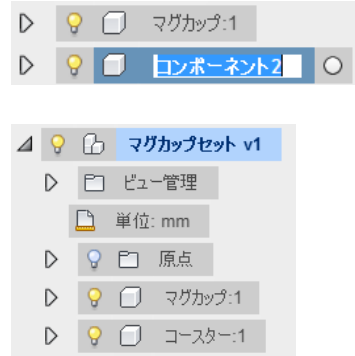 マグカップ:1
コンポーネント2
マグカップセット v1
ビュー管理
単位: mm
原点
マグカップ:1
コースター:1